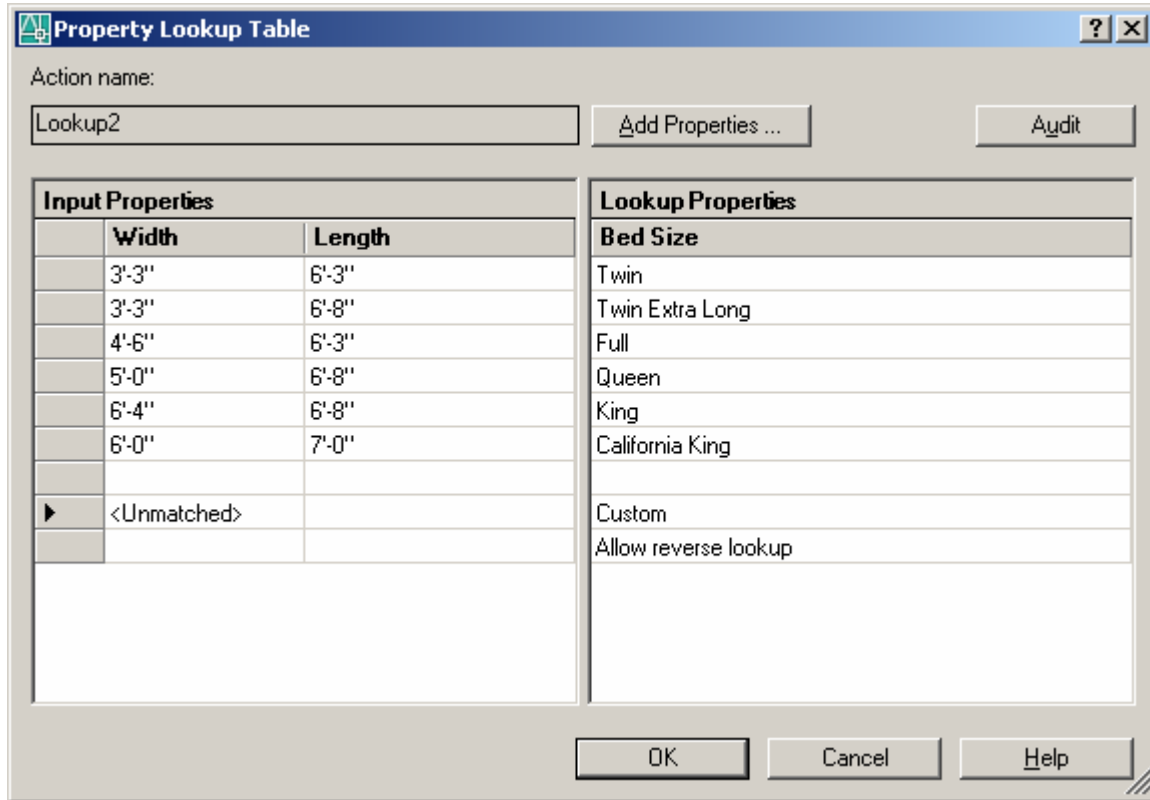 Property Lookup Table
Action name:
Lookup2
Add Properties ...
Audit
Input Properties
Lookup Properties
Width Length Bed Size
3'-3" 6'-3" Twin
3'-3" 6'-8" Twin Extra Long
4'-6" 6'-3" Full
5'-0" 6'-8" Queen
6'-4" 6'-8" King
6'-0" 7'-0" California King
<Unmatched> Custom
Allow reverse lookup
OK Cancel Help